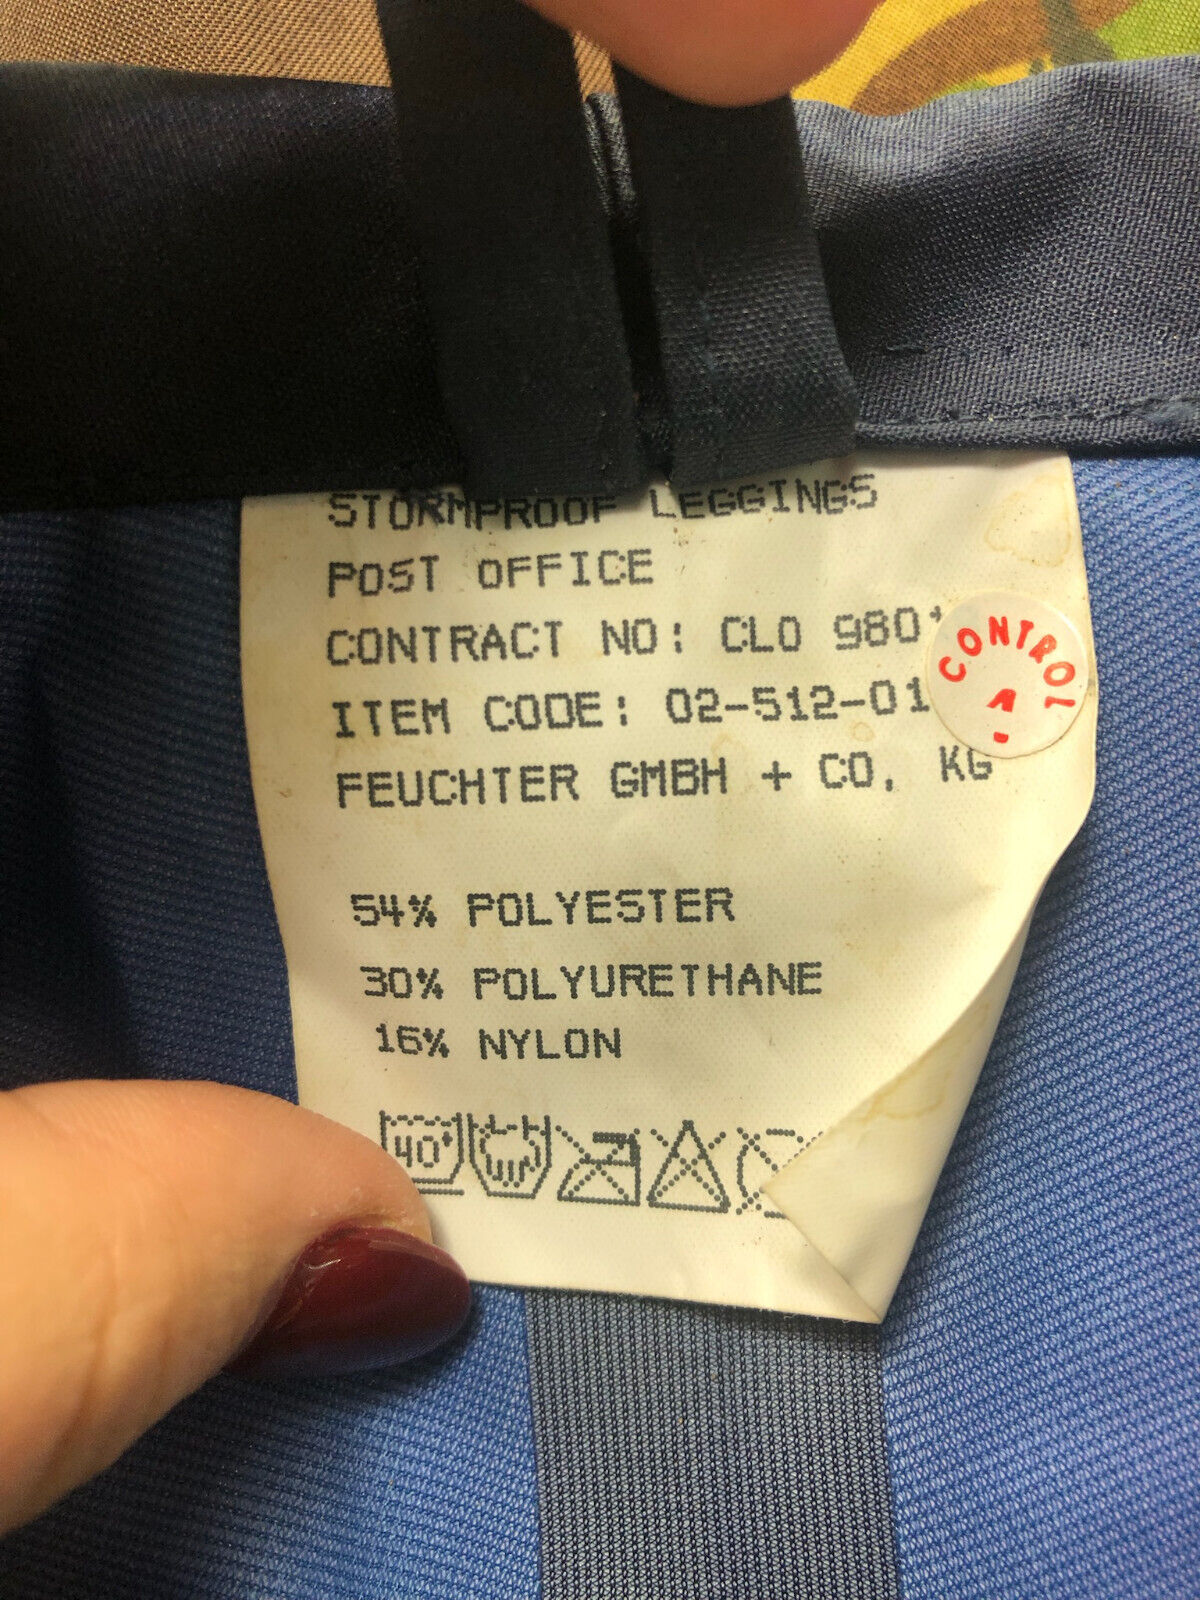 STORMPROOF LEGGINGS
POST OFFICE
CONTRACT NO: CLO 980
ITEM CODE: 02-512-01
CONTROL
FEUCHTER GMBH + CO, KG
54% POLYESTER
30% POLYURETHANE
16% NYLON
40°